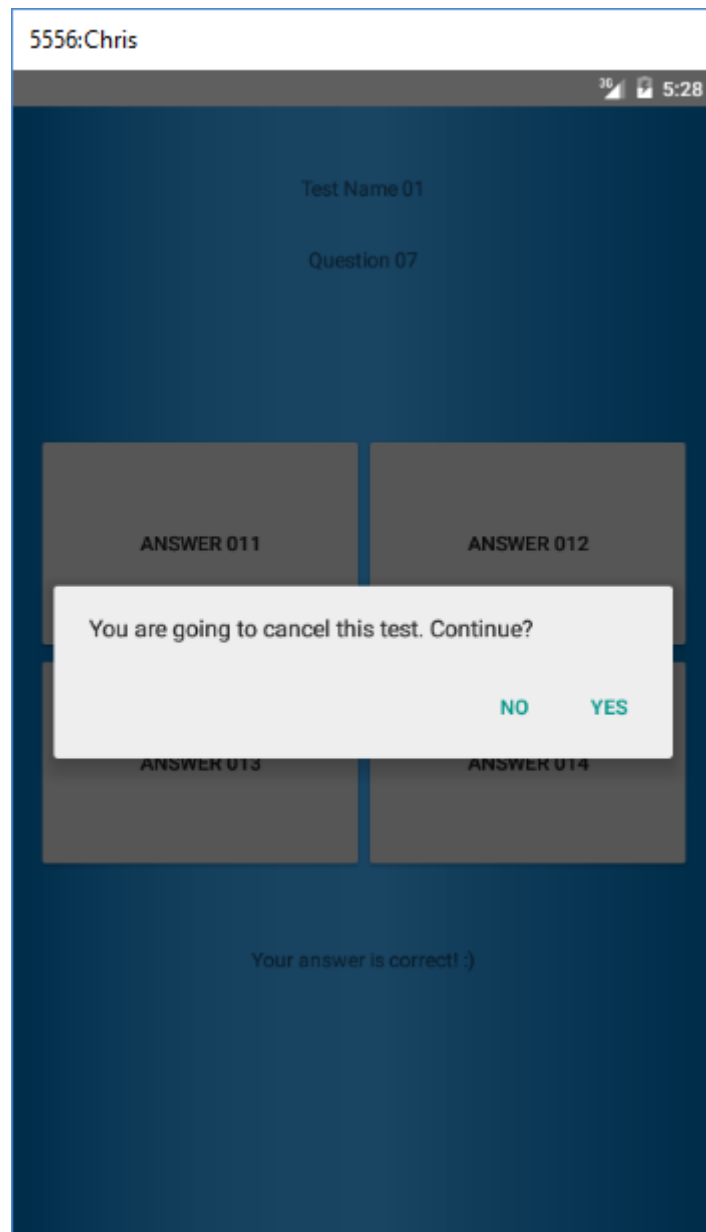 5556:Chris
3G 5:28
Test Name 01
Question 07
ANSWER 011 ANSWER 012
You are going to cancel this test. Continue?
NO YES
ANSWER 013 ANSWER 014
Your answer is correct! :)